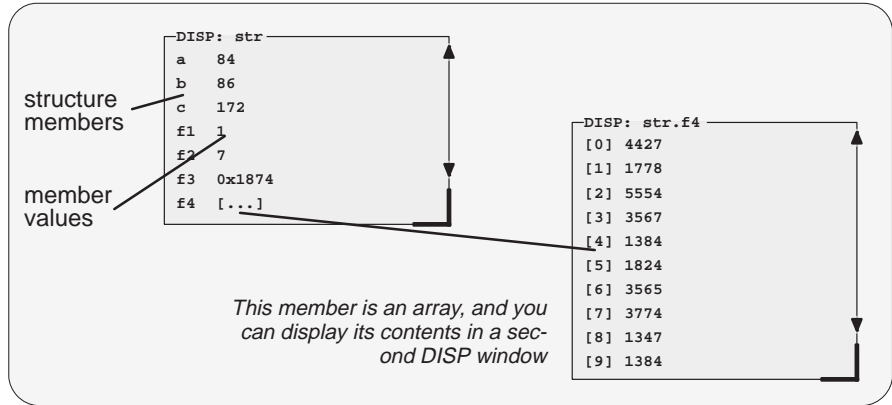 DISP: str
a 84
b 86
c 172
f1 1
f2 7
f3 0x1874
f4 [...]
structure
members
member
values
DISP: str.f4
[0] 4427
[1] 1778
[2] 5554
[3] 3567
[4] 1384
[5] 1824
[6] 3565
[7] 3774
[8] 1347
[9] 1384
This member is an array, and you
can display its contents in a sec-
ond DISP window